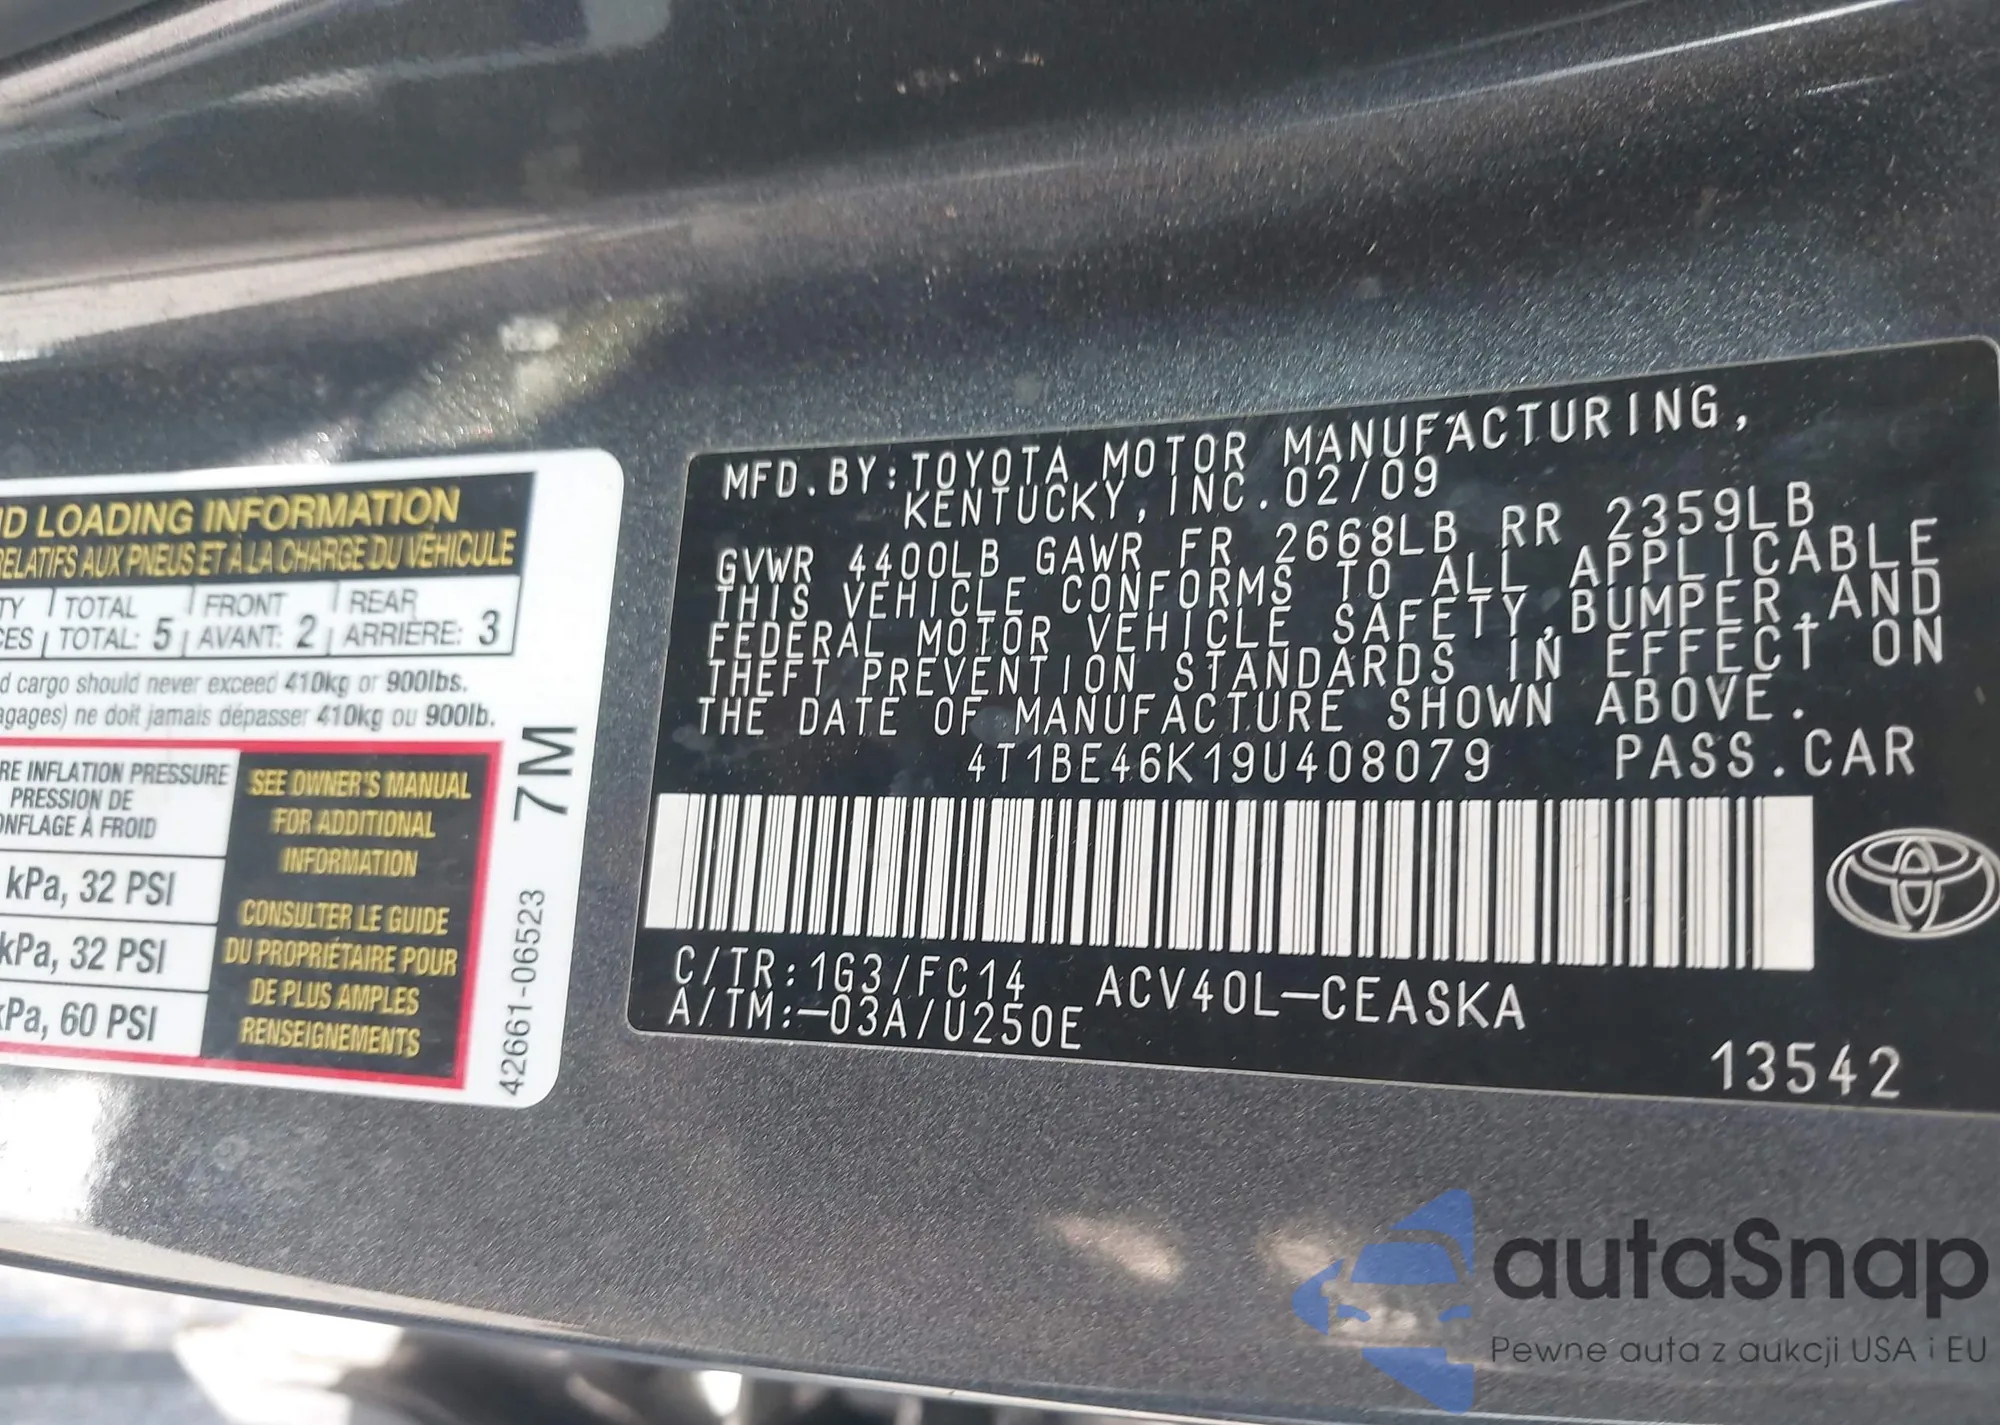 ND LOADING INFORMATION
RELATIFS AUX PNEUS ET À LA CHARGE DU VÉHICULE
TY TOTAL FRONT REAR
CES TOTAL: 5 AVANT: 2 ARRIÈRE: 3
d cargo should never exceed 410kg or 900lbs.
agages) ne doit jamais dépasser 410kg ou 900lb.
RE INFLATION PRESSURE
PRESSION DE
ONFLAGE À FROID
kPa, 32 PSI
kPa, 32 PSI
kPa, 60 PSI
SEE OWNER'S MANUAL
FOR ADDITIONAL
INFORMATION
CONSULTER LE GUIDE
DU PROPRIÉTAIRE POUR
DE PLUS AMPLES
RENSEIGNEMENTS
7M
42661-06523
MFD.BY:TOYOTA MOTOR MANUFACTURING,
KENTUCKY, INC.02/09
GVWR 4400LB GAWR FR 2668LB RR 2359LB
THIS VEHICLE CONFORMS TO ALL APPLICABLE
FEDERAL MOTOR VEHICLE SAFETY,BUMPER,AND
THEFT PREVENTION STANDARDS IN EFFECT ON
THE DATE OF MANUFACTURE SHOWN ABOVE.
4T1BE46K19U408079 PASS.CAR
C/TR:1G3/FC14 ACV40L-CEASKA
A/TM:-03A/U250E
13542
autaSnap
Pewne auta z aukcji USA i EU